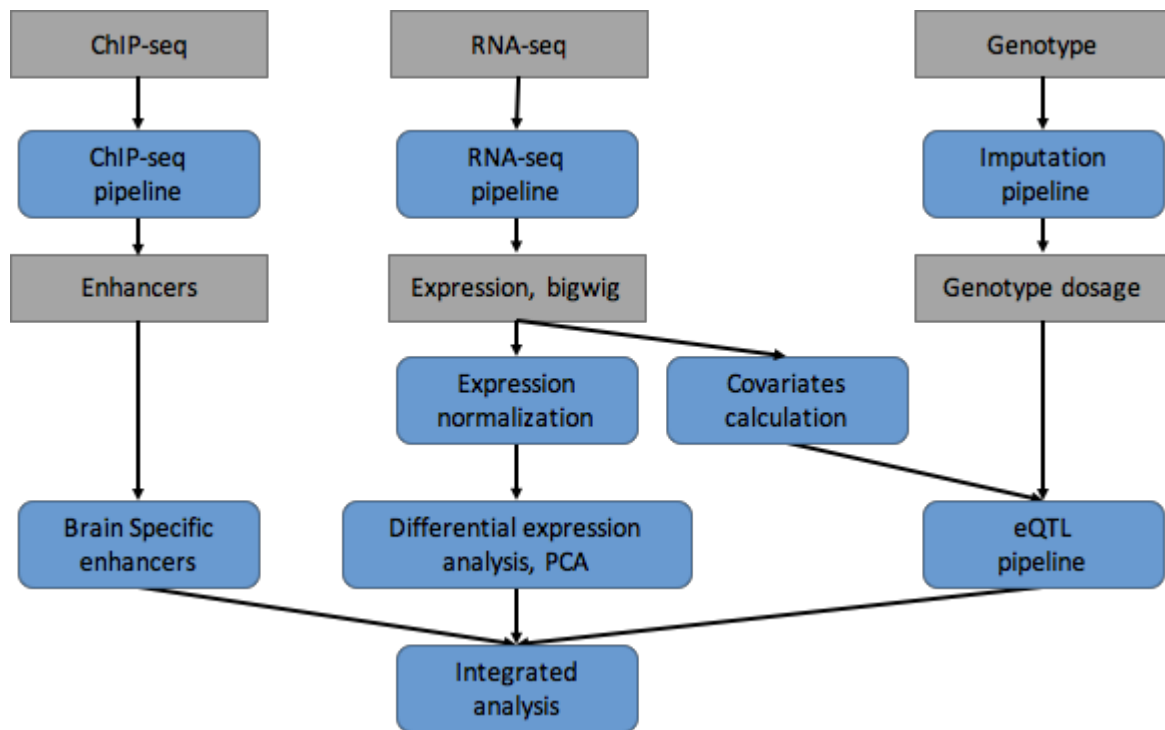 ChIP-seq
RNA-seq
Genotype
ChIP-seq
pipeline
RNA-seq
pipeline
Imputation
pipeline
Enhancers
Expression, bigwig
Genotype dosage
Expression
normalization
Covariates
calculation
Brain Specific
enhancers
Differential expression
analysis, PCA
eQTL
pipeline
Integrated
analysis